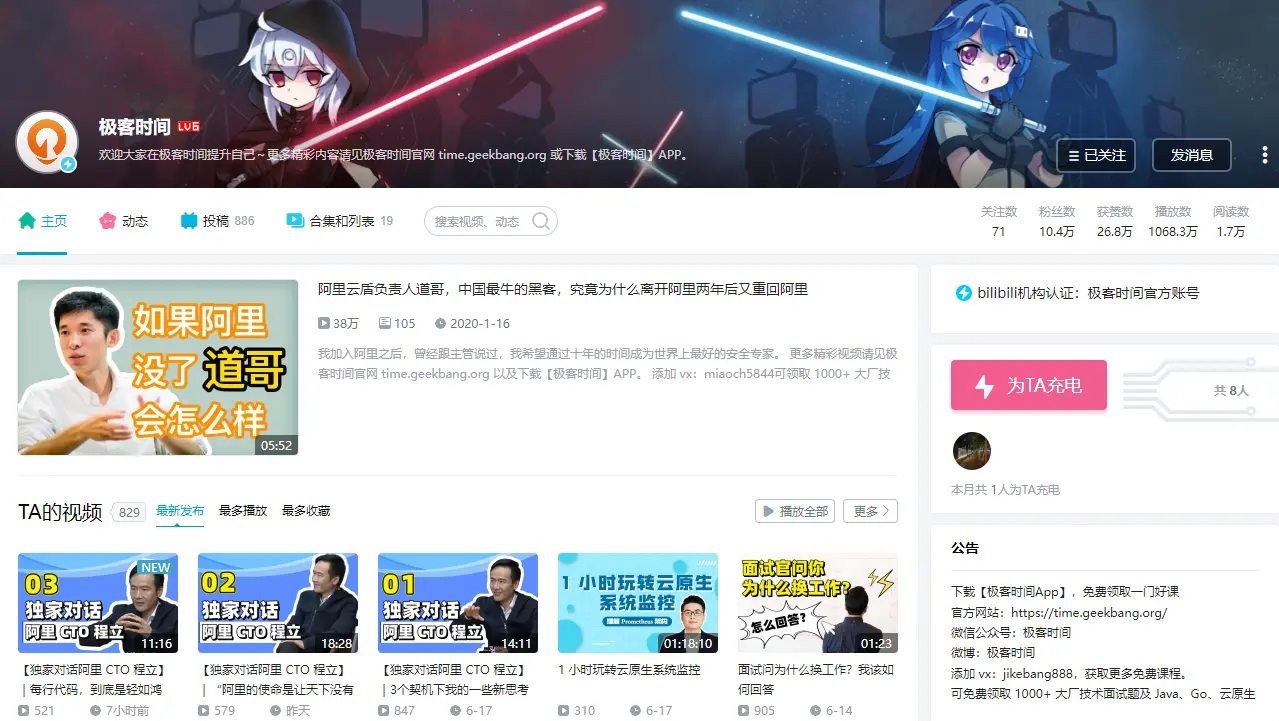 极客时间 LV6
欢迎大家在极客时间提升自己～更多精彩内容请见极客时间官网 time.geekbang.org 或下载【极客时间】APP。
已关注
发消息
主页
动态
投稿 886
合集和列表 19
搜索视频、动态
关注数 粉丝数 获赞数 播放数 阅读数
71 10.4万 26.8万 1068.3万 1.7万
如果阿里
没了道哥
会怎么样
05:52
阿里云盾负责人道哥，中国最牛的黑客，究竟为什么离开阿里两年后又重回阿里
38万 105 2020-1-16
我加入阿里之后，曾经跟主管说过，我希望通过十年的时间成为世界上最好的安全专家。 更多精彩视频请见极
客时间官网 time.geekbang.org 以及下载【极客时间】APP。 添加 vx：miaoch5844可领取 1000+ 大厂技
bilibili机构认证：极客时间官方账号
为TA充电
共 8人
本月共 1人为TA充电
TA的视频 829 最新发布 最多播放 最多收藏
播放全部
更多
NEW
03
独家对话
阿里 CTO 程立
11:16
【独家对话阿里 CTO 程立】
｜每行代码，到底是轻如鸿
521 7小时前
02
独家对话
阿里 CTO 程立
18:28
【独家对话阿里 CTO 程立】
｜“阿里的使命是让天下没有
579 昨天
01
独家对话
阿里 CTO 程立
14:11
【独家对话阿里 CTO 程立】
｜3个契机下我的一些新思考
847 6-17
1 小时玩转云原生
系统监控
理解 Prometheus 架构
01:18:10
1 小时玩转云原生系统监控
310 6-17
面试官问你
为什么换工作?
怎么回答?
01:23
面试问为什么换工作？我该如
何回答
905 6-14
公告
下载【极客时间App】，免费领取一门好课
官方网站：https://time.geekbang.org/
微信公众号：极客时间
微博：极客时间
添加 vx：jikebang888，获取更多免费课程。
可免费领取 1000+ 大厂技术面试题及 Java、Go、云原生